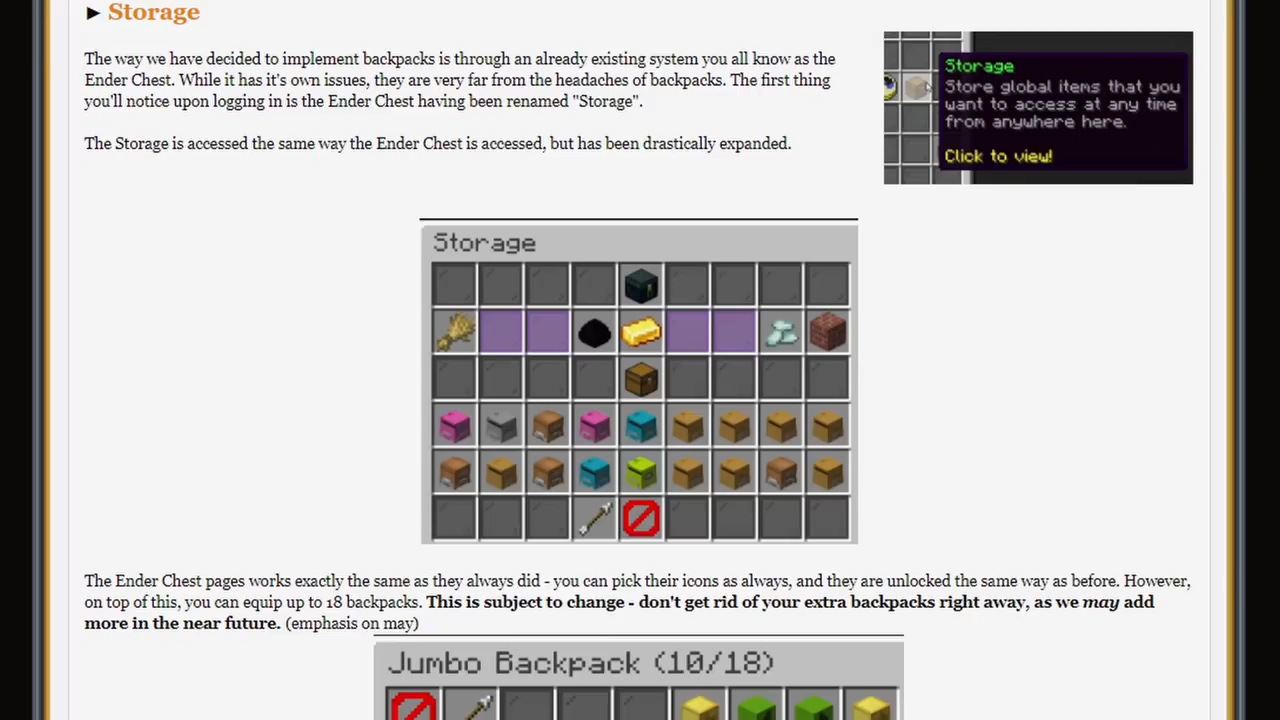 ► Storage
The way we have decided to implement backpacks is through an already existing system you all know as the
Ender Chest. While it has it's own issues, they are very far from the headaches of backpacks. The first thing
you'll notice upon logging in is the Ender Chest having been renamed "Storage".
The Storage is accessed the same way the Ender Chest is accessed, but has been drastically expanded.
Storage
Store global items that you
want to access at any time
from anywhere here.
Click to view!
Storage
The Ender Chest pages works exactly the same as they always did - you can pick their icons as always, and they are unlocked the same way as before. However,
on top of this, you can equip up to 18 backpacks. This is subject to change - don't get rid of your extra backpacks right away, as we may add
more in the near future. (emphasis on may)
Jumbo Backpack (10/18)